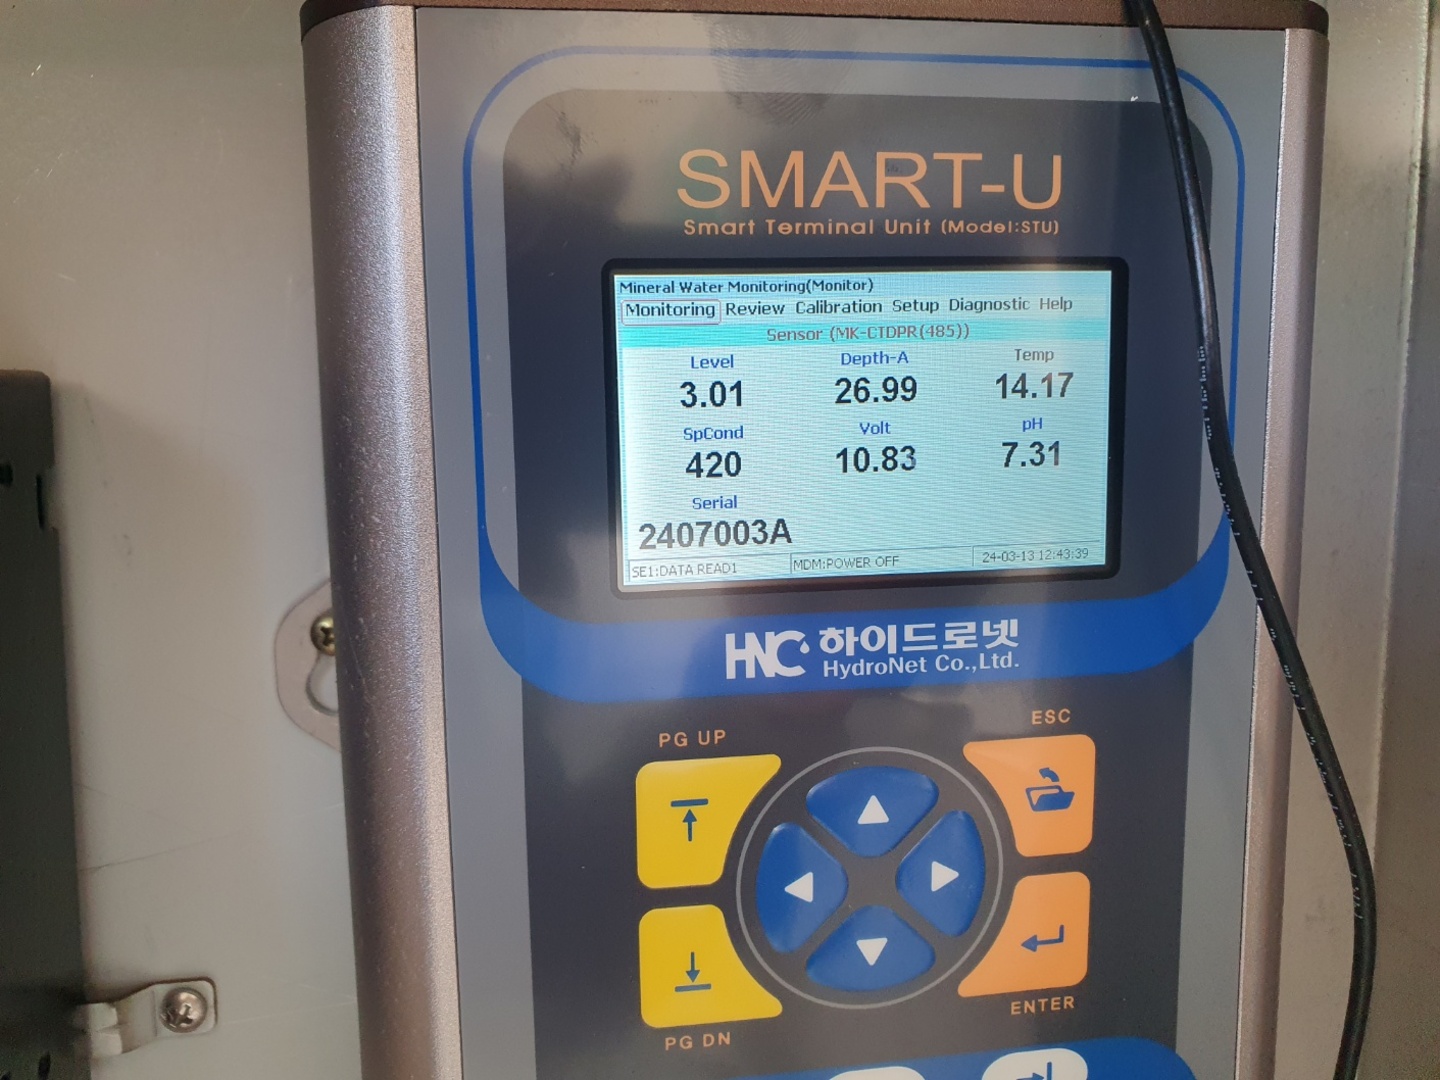 SMART-U
Smart Terminal Unit (Model:STU)
Mineral Water Monitoring(Monitor)
Monitoring Review Calibration Setup Diagnostic Help
Sensor (MK-CTDPR(485))
Level Depth-A Temp
3.01 26.99 14.17
SpCond Volt pH
420 10.83 7.31
Serial
2407003A
SE1:DATA READ1 MDM:POWER OFF 24-03-13 12:43:39
HNC 하이드로넷
HydroNet Co.,Ltd.
PG UP ESC
PG DN ENTER